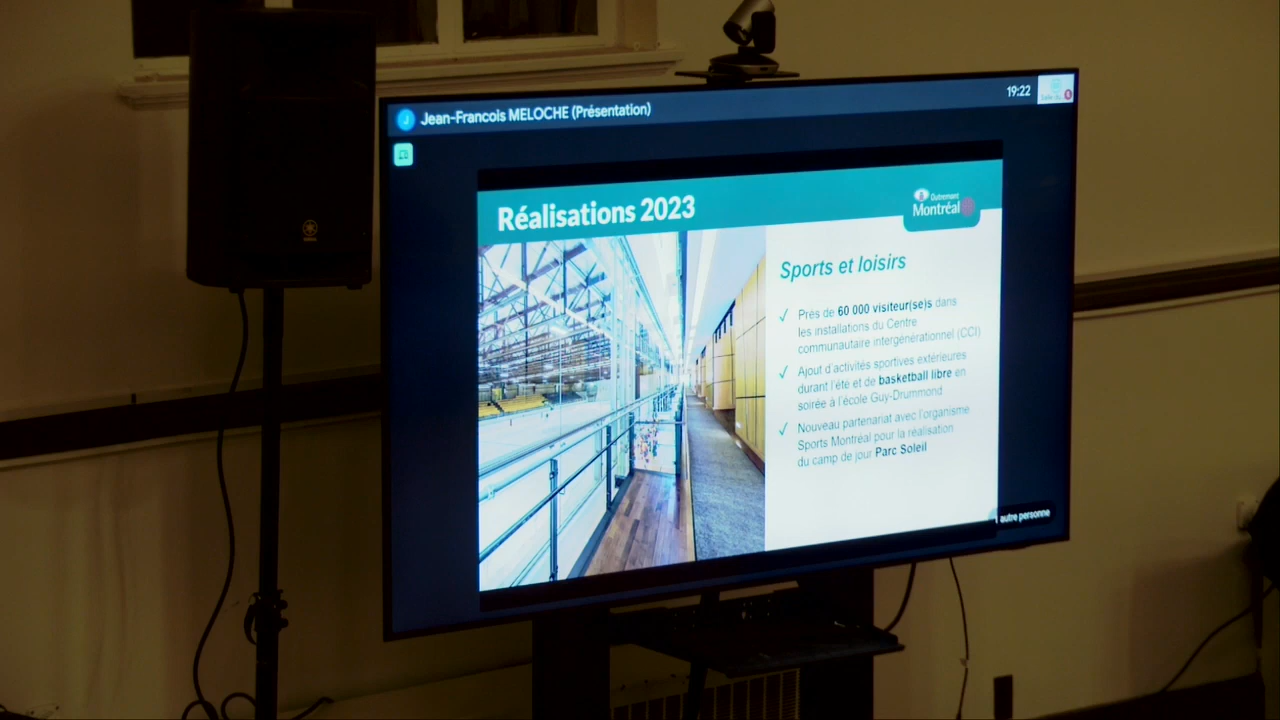 Jean-Francois MELOCHE (Présentation)
19:22
Réalisations 2023
Outremont
Montréal
Sports et loisirs
✓ Près de 60 000 visiteur(se)s dans
les installations du Centre
communautaire intergénérationnel (CCI)
✓ Ajout d'activités sportives extérieures
durant l'été et de basketball libre en
soirée à l'école Guy-Drummond
✓ Nouveau partenariat avec l'organisme
Sports Montréal pour la réalisation
du camp de jour Parc Soleil
autre personne